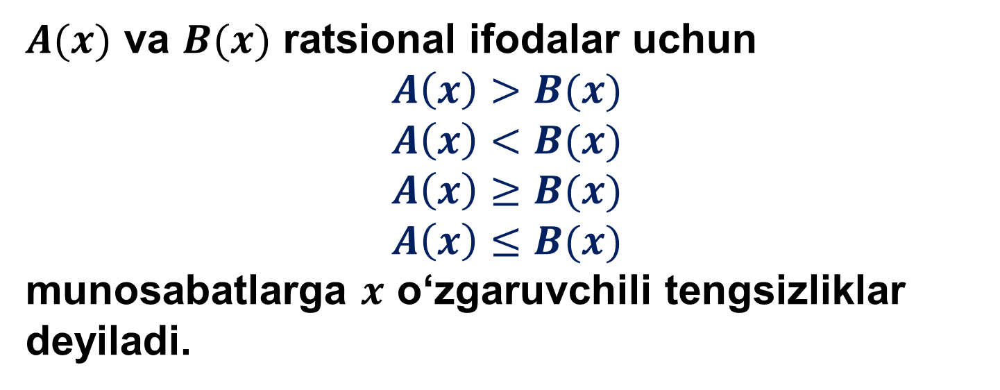 A(x) va B(x) ratsional ifodalar uchun
A(x) > B(x)
A(x) < B(x)
A(x) ≥ B(x)
A(x) ≤ B(x)
munosabatlarga x o‘zgaruvchili tengsizliklar
deyiladi.